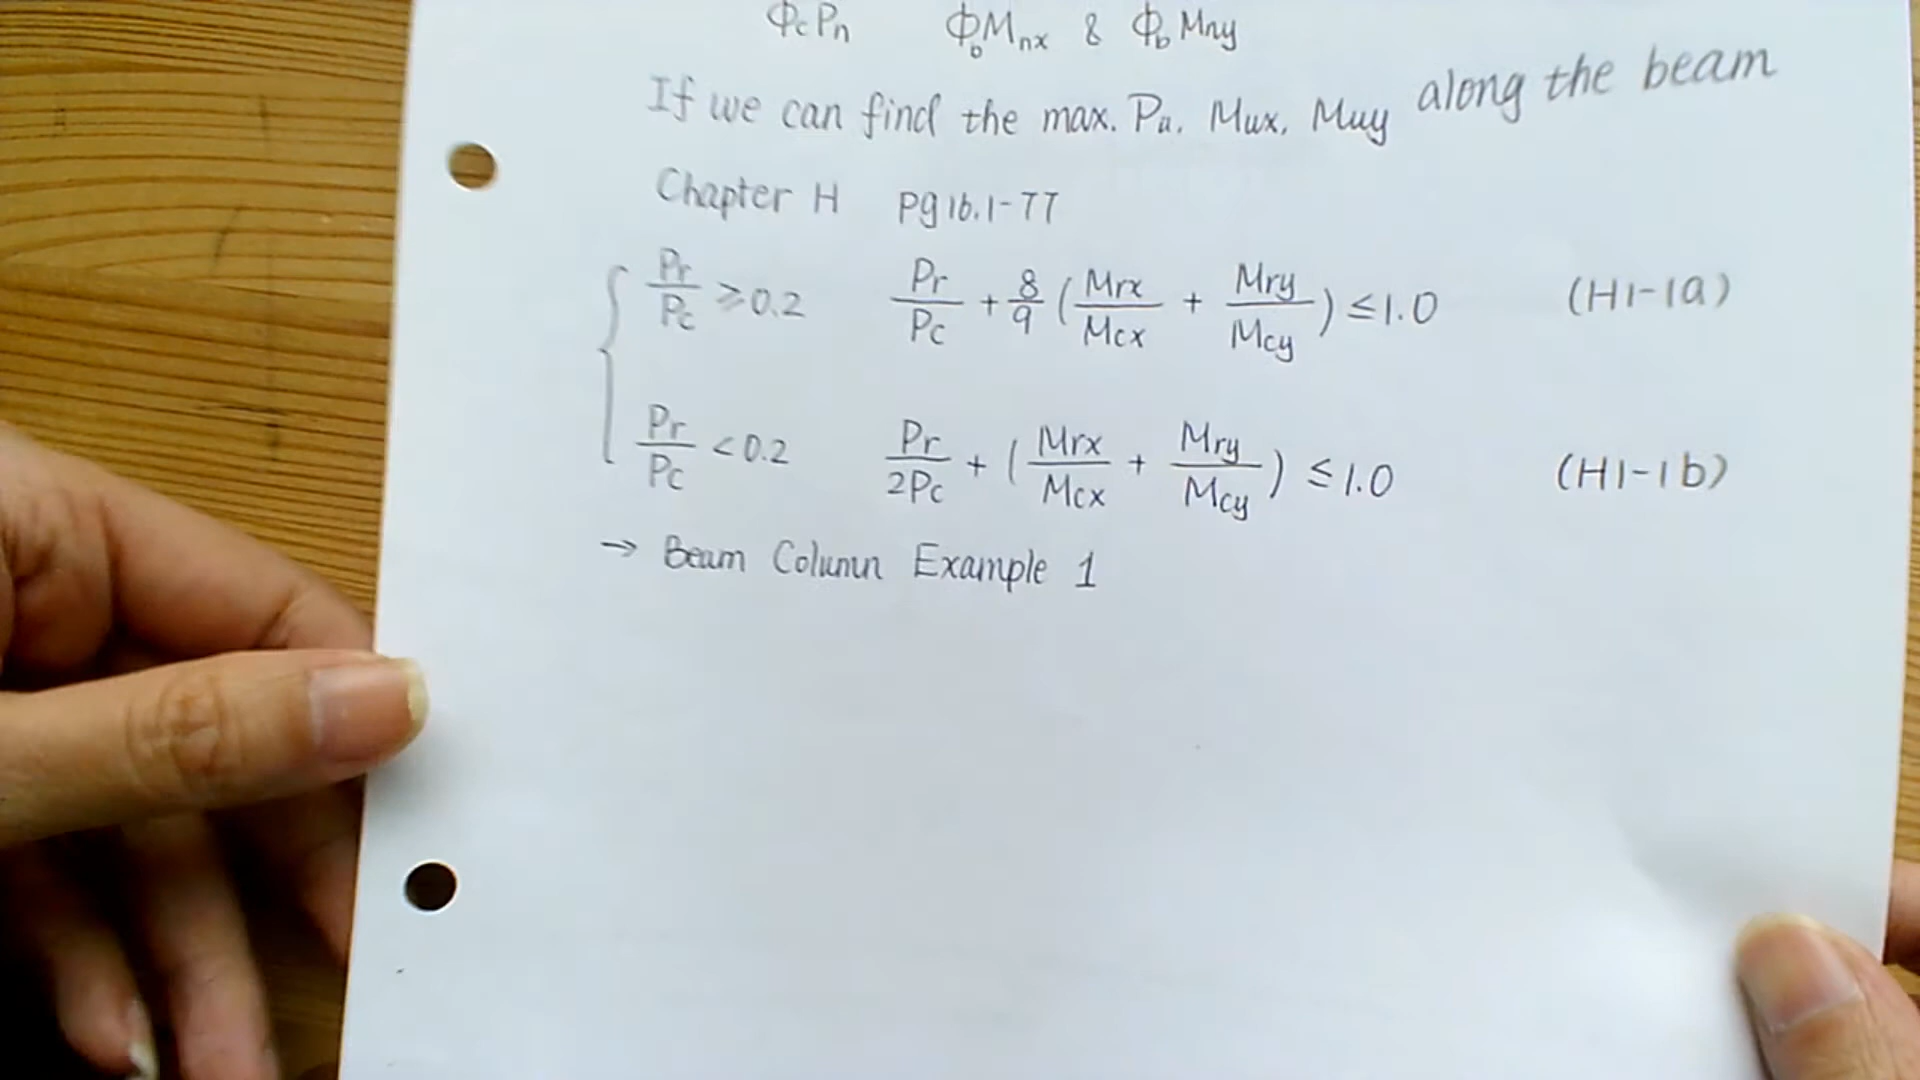 ΦcPn ΦbMnx & ΦbMny
If we can find the max. Pu, Mux, Muy along the beam
Chapter H Pg 16.1-77
Pr/Pc ≥ 0.2 Pr/Pc + 8/9 (Mrx/Mcx + Mry/Mcy) ≤ 1.0 (H1-1a)
Pr/Pc < 0.2 Pr/2Pc + (Mrx/Mcx + Mry/Mcy) ≤ 1.0 (H1-1b)
→ Beam Column Example 1